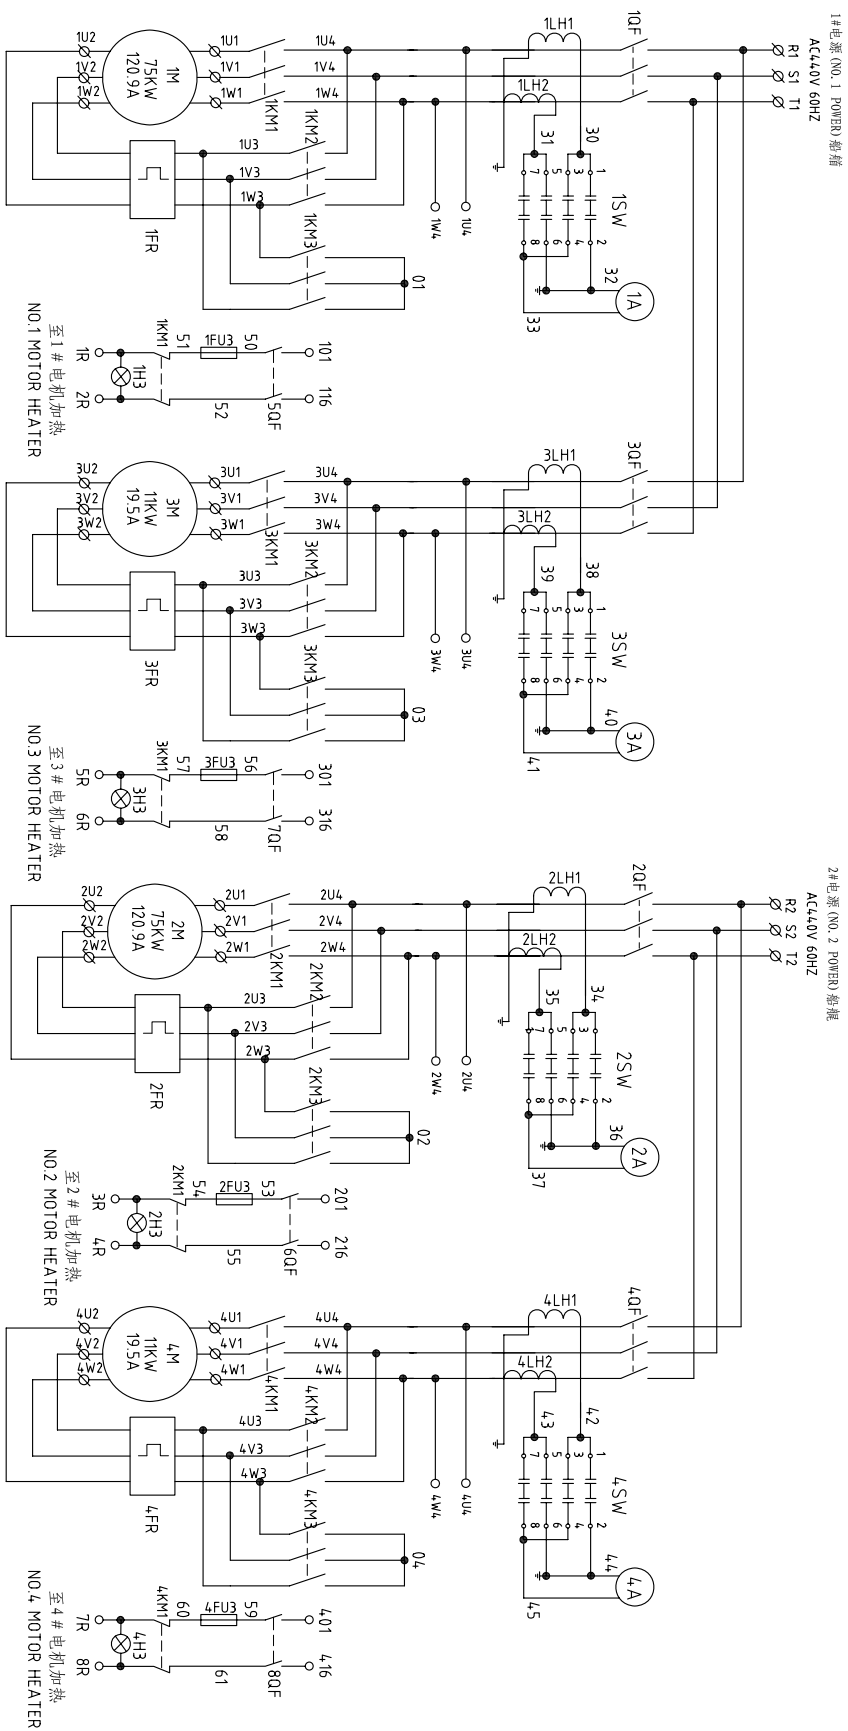 1#电源(NO. 1 POWER)船艏
AC440V 60HZ
R1 S1 T1
1QF
1LH1
1LH2
30
31
1 3 5 7
2 4 6 8
1SW
32
33
1A
1U4
1V4
1W4
1U4
1W4
1KM1
1KM2
1KM3
1U1
1V1
1W1
1U2
1V2
1W2
1M
75KW
120.9A
1U3
1V3
1W3
1FR
01
101
116
5QF
50
1FU3
51
52
1KM1
1H3
1R
2R
至1#电机加热
NO.1 MOTOR HEATER
3QF
3LH1
3LH2
38
39
1 3 5 7
2 4 6 8
3SW
40
41
3A
3U4
3V4
3W4
3U4
3W4
3KM1
3KM2
3KM3
3U1
3V1
3W1
3U2
3V2
3W2
3M
11KW
19.5A
3U3
3V3
3W3
3FR
03
301
316
7QF
56
3FU3
57
58
3KM1
3H3
5R
6R
至3#电机加热
NO.3 MOTOR HEATER
2#电源(NO. 2 POWER)船艉
AC440V 60HZ
R2 S2 T2
2QF
2LH1
2LH2
34
35
1 3 5 7
2 4 6 8
2SW
36
37
2A
2U4
2V4
2W4
2U4
2W4
2KM1
2KM2
2KM3
2U1
2V1
2W1
2U2
2V2
2W2
2M
75KW
120.9A
2U3
2V3
2W3
2FR
02
201
216
6QF
53
2FU3
54
55
2KM1
2H3
3R
4R
至2#电机加热
NO.2 MOTOR HEATER
4QF
4LH1
4LH2
42
43
1 3 5 7
2 4 6 8
4SW
44
45
4A
4U4
4V4
4W4
4U4
4W4
4KM1
4KM2
4KM3
4U1
4V1
4W1
4U2
4V2
4W2
4M
11KW
19.5A
4U3
4V3
4W3
4FR
04
401
416
8QF
59
4FU3
60
61
4KM1
4H3
7R
8R
至4#电机加热
NO.4 MOTOR HEATER